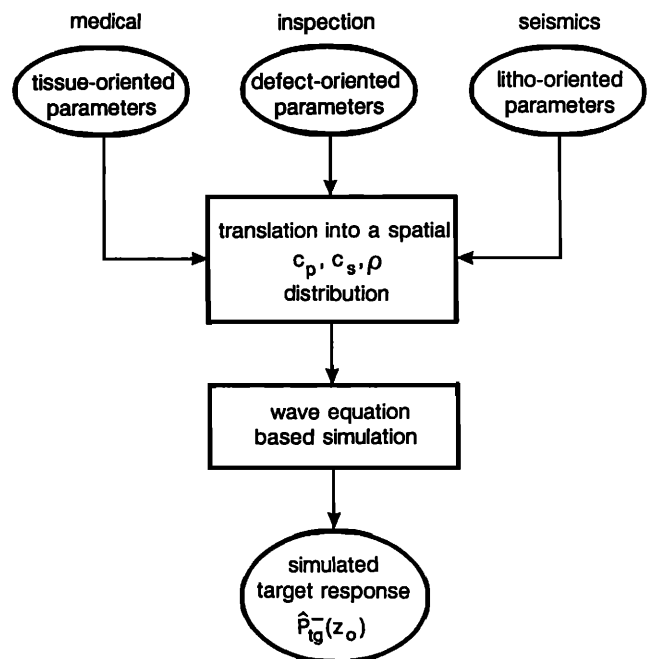 medical
inspection
seismics
tissue-oriented
parameters
defect-oriented
parameters
litho-oriented
parameters
translation into a spatial
c_p, c_s, ρ
distribution
wave equation
based simulation
simulated
target response
P̂⁻_tg(z_o)